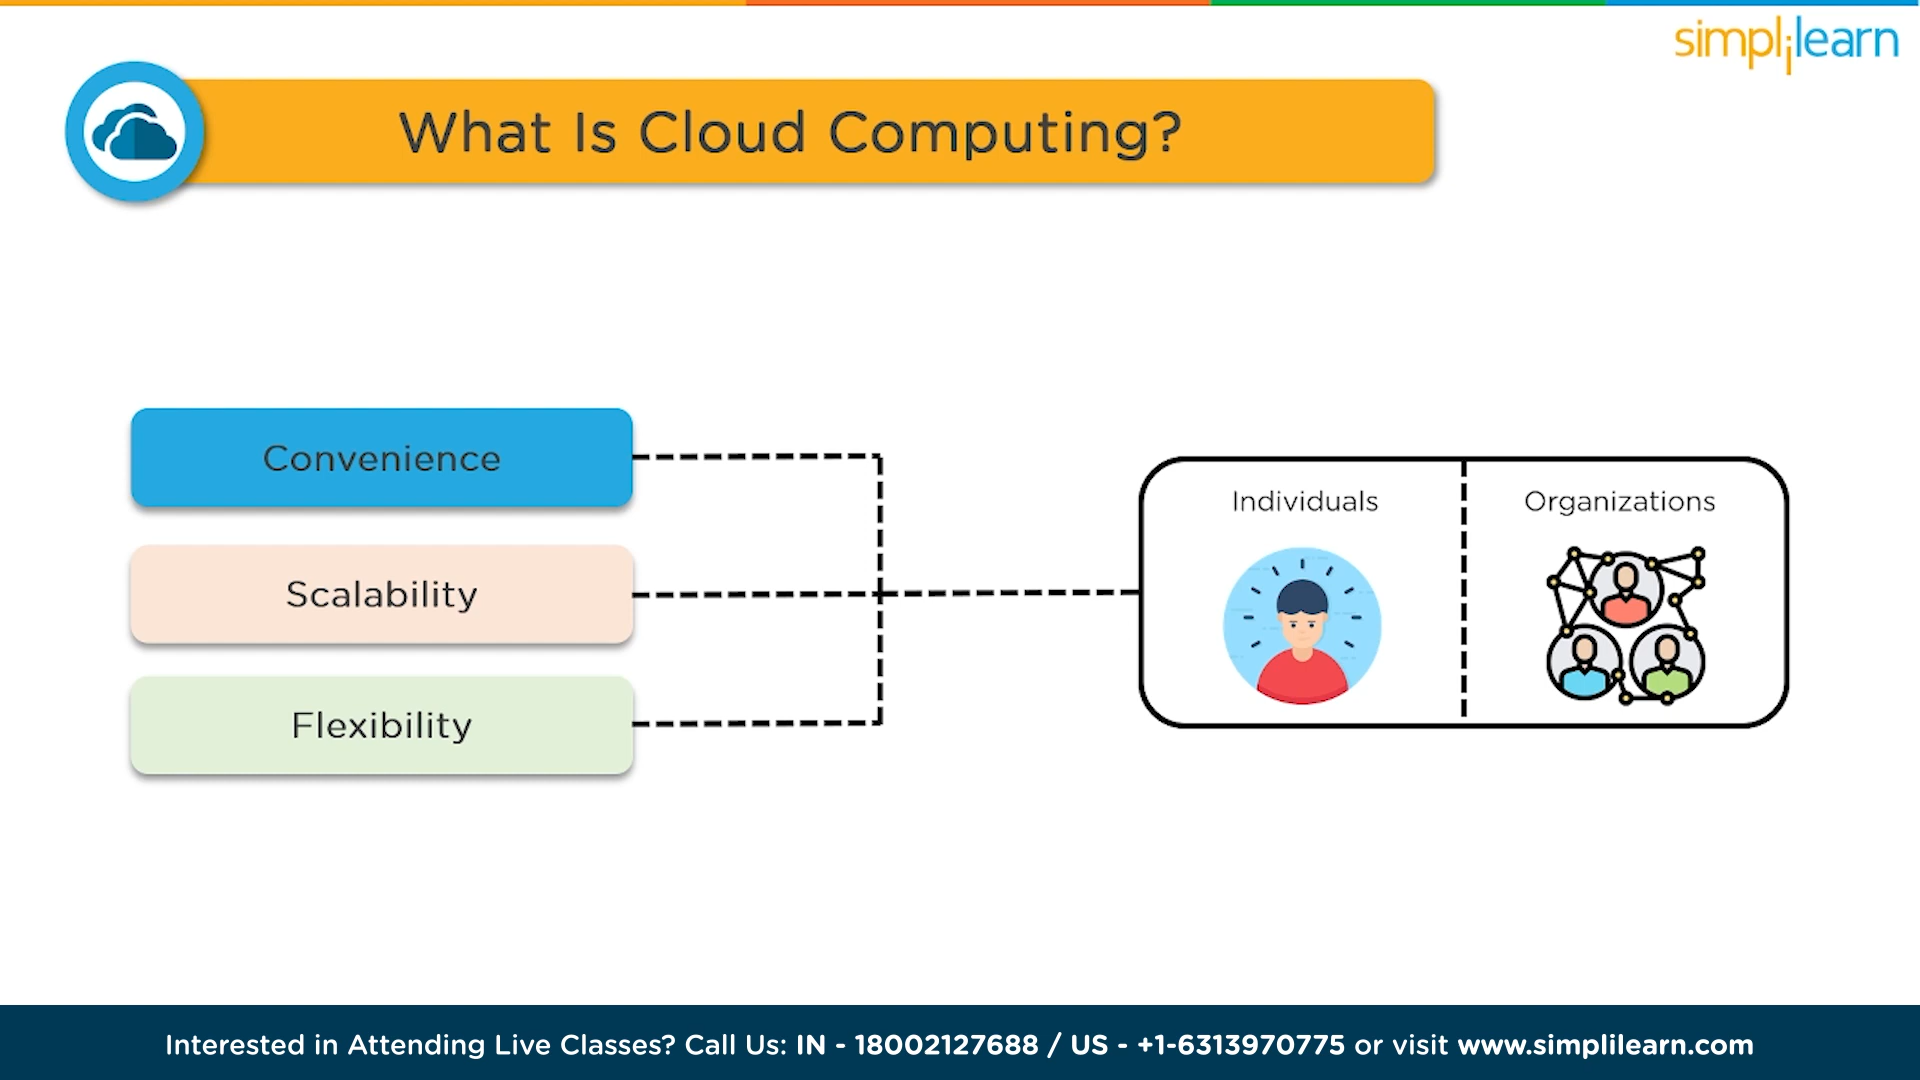 simplilearn
What Is Cloud Computing?
Convenience
Scalability
Flexibility
Individuals
Organizations
Interested in Attending Live Classes? Call Us: IN - 18002127688 / US - +1-6313970775 or visit www.simplilearn.com